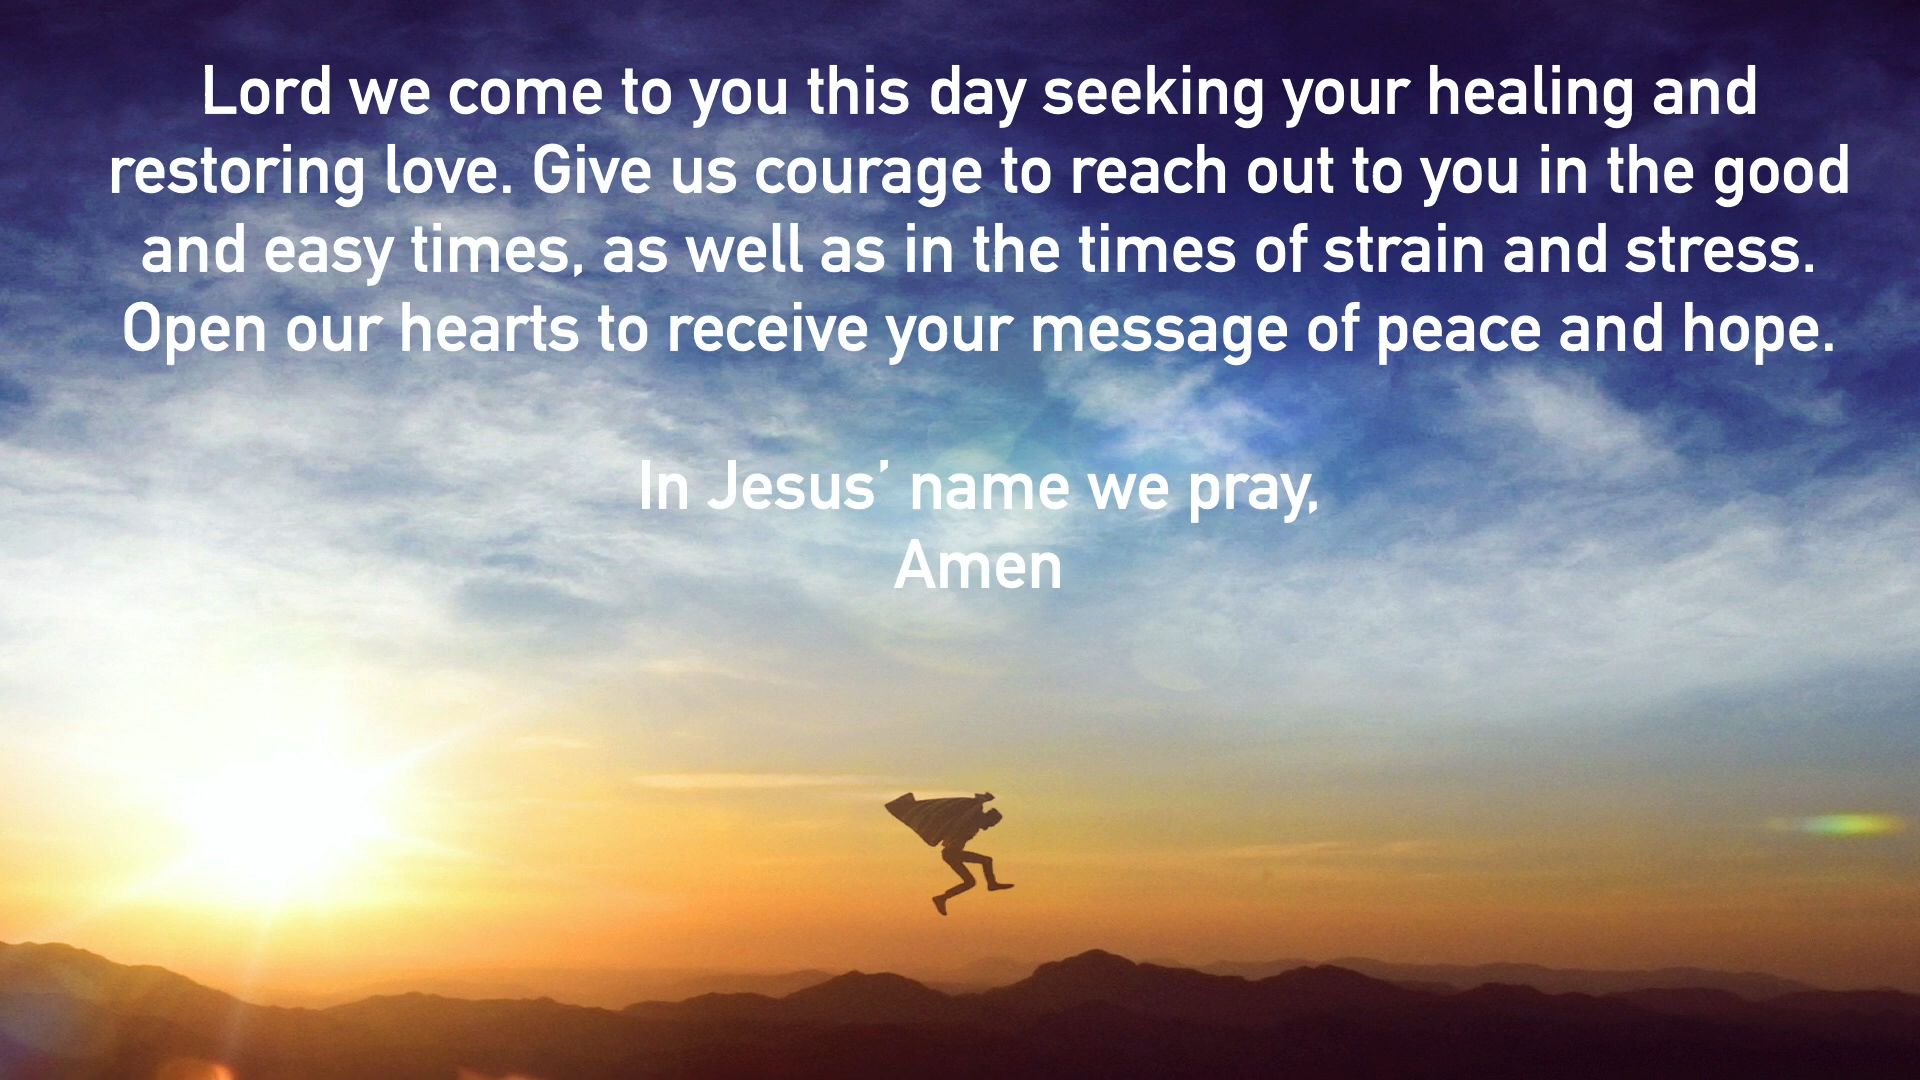 Lord we come to you this day seeking your healing and
restoring love. Give us courage to reach out to you in the good
and easy times, as well as in the times of strain and stress.
Open our hearts to receive your message of peace and hope.
In Jesus’ name we pray,
Amen